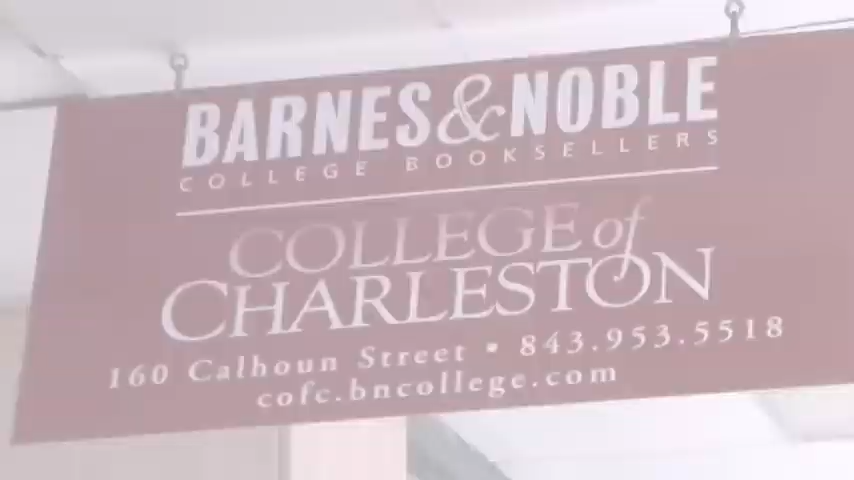 BARNES & NOBLE
COLLEGE BOOKSELLERS
COLLEGE of
CHARLESTON
160 Calhoun Street • 843.953.5518
cofc.bncollege.com